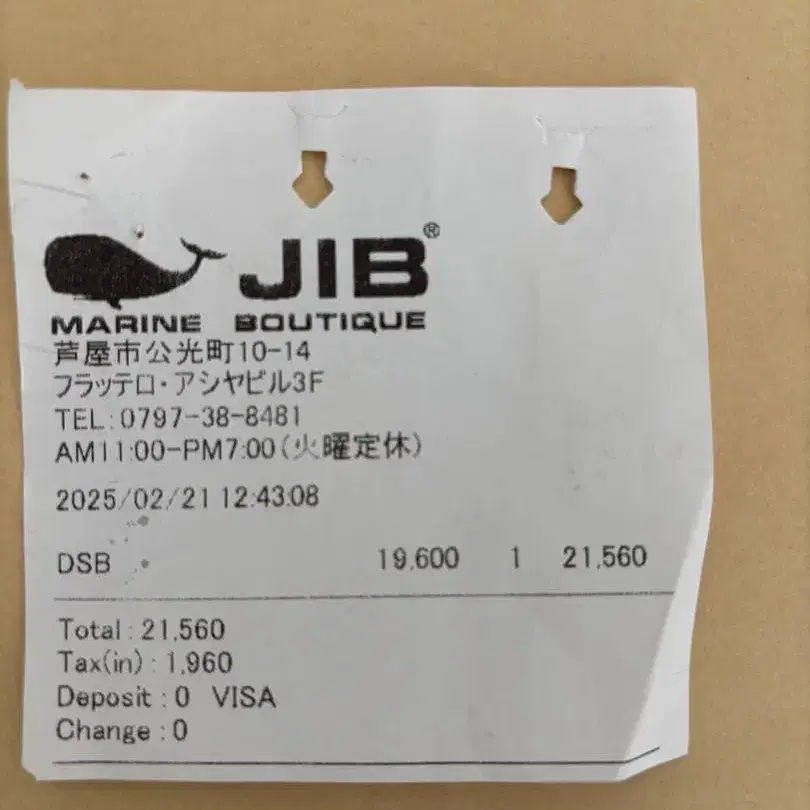 JIB®
MARINE BOUTIQUE
芦屋市公光町10-14
フラッテロ・アシヤビル3F
TEL:0797-38-8481
AM11:00-PM7:00(火曜定休)
2025/02/21 12:43:08
DSB 19,600 1 21,560
Total : 21,560
Tax(in) : 1,960
Deposit : 0 VISA
Change : 0